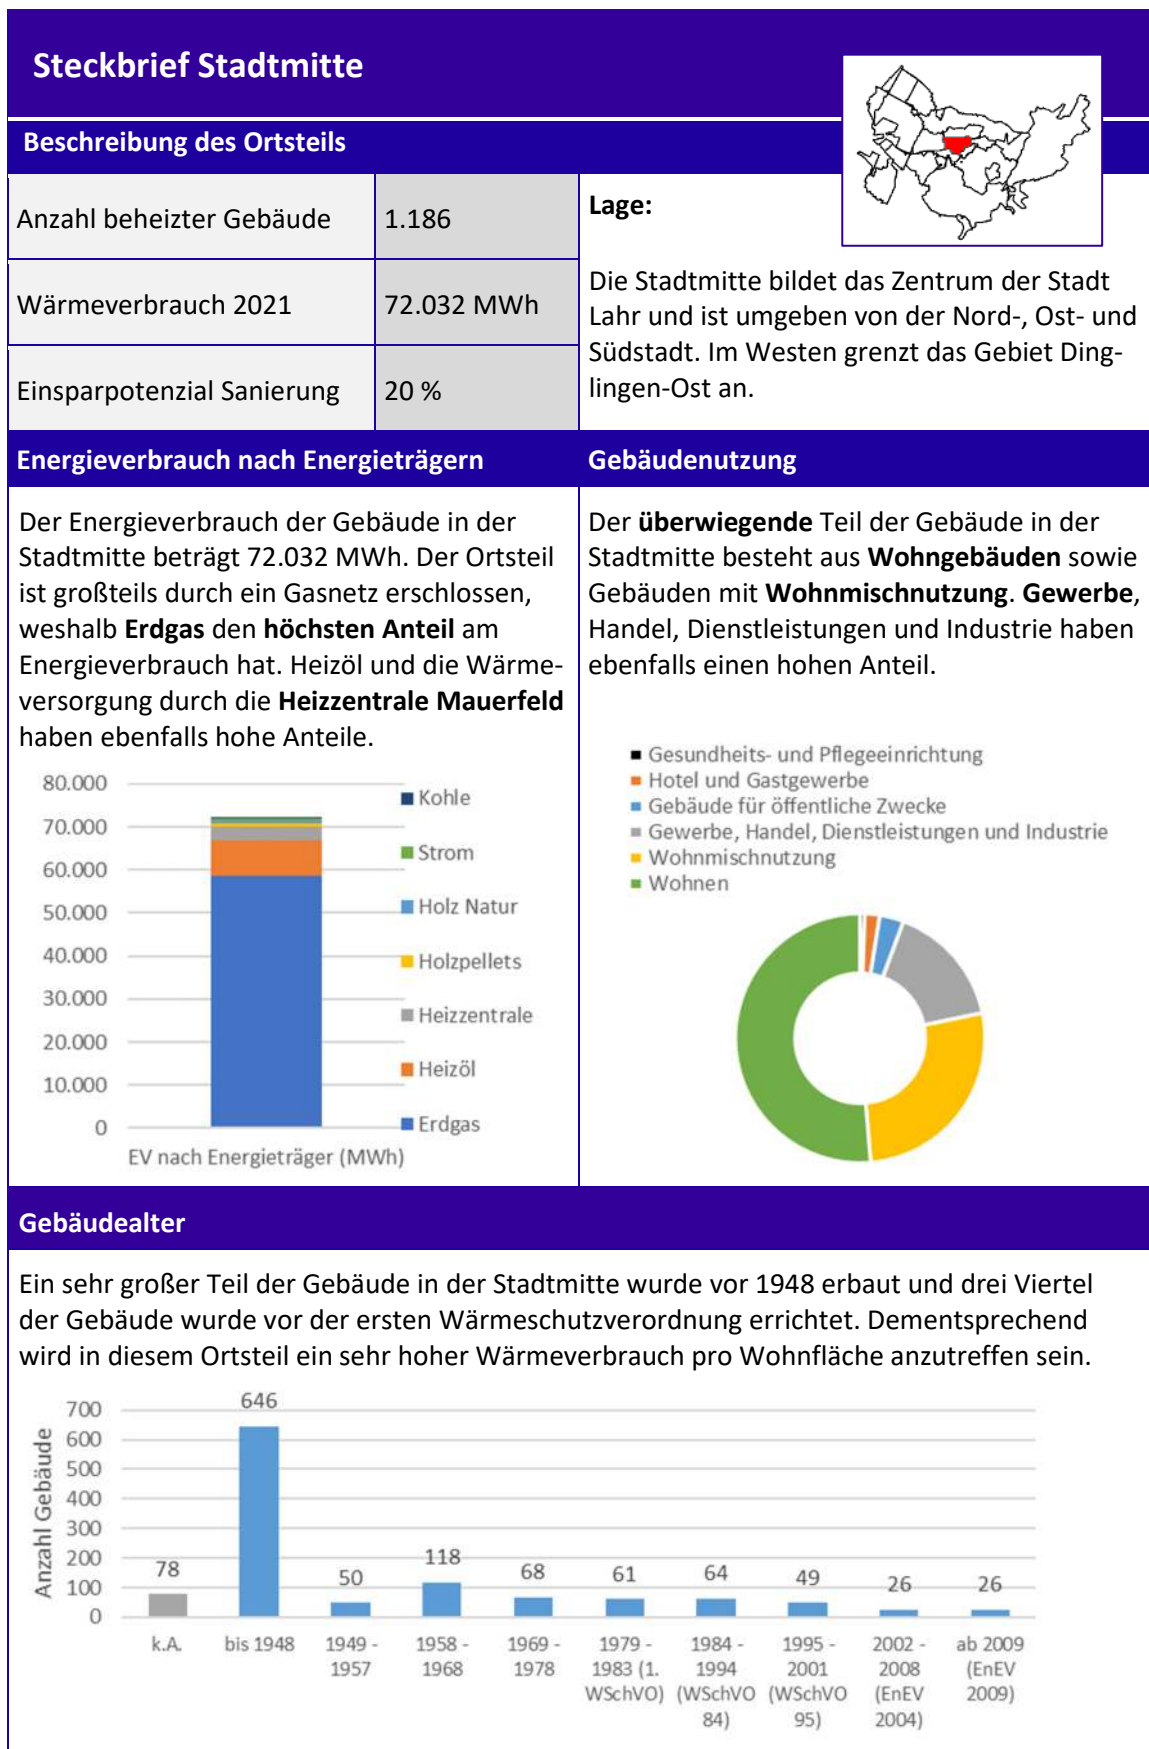 Steckbrief Stadtmitte
Beschreibung des Ortsteils
Anzahl beheizter Gebäude
1.186
Wärmeverbrauch 2021
72.032 MWh
Einsparpotenzial Sanierung
20 %
Lage:
Die Stadtmitte bildet das Zentrum der Stadt
Lahr und ist umgeben von der Nord-, Ost- und
Südstadt. Im Westen grenzt das Gebiet Ding-
lingen-Ost an.
Energieverbrauch nach Energieträgern
Der Energieverbrauch der Gebäude in der
Stadtmitte beträgt 72.032 MWh. Der Ortsteil
ist großteils durch ein Gasnetz erschlossen,
weshalb Erdgas den höchsten Anteil am
Energieverbrauch hat. Heizöl und die Wärme-
versorgung durch die Heizzentrale Mauerfeld
haben ebenfalls hohe Anteile.
80.000
70.000
60.000
50.000
40.000
30.000
20.000
10.000
0
EV nach Energieträger (MWh)
Kohle
Strom
Holz Natur
Holzpellets
Heizzentrale
Heizöl
Erdgas
Gebäudenutzung
Der überwiegende Teil der Gebäude in der
Stadtmitte besteht aus Wohngebäuden sowie
Gebäuden mit Wohnmischnutzung. Gewerbe,
Handel, Dienstleistungen und Industrie haben
ebenfalls einen hohen Anteil.
Gesundheits- und Pflegeeinrichtung
Hotel und Gastgewerbe
Gebäude für öffentliche Zwecke
Gewerbe, Handel, Dienstleistungen und Industrie
Wohnmischnutzung
Wohnen
Gebäudealter
Ein sehr großer Teil der Gebäude in der Stadtmitte wurde vor 1948 erbaut und drei Viertel
der Gebäude wurde vor der ersten Wärmeschutzverordnung errichtet. Dementsprechend
wird in diesem Ortsteil ein sehr hoher Wärmeverbrauch pro Wohnfläche anzutreffen sein.
Anzahl Gebäude
700
600
500
400
300
200
100
0
78
646
50
118
68
61
64
49
26
26
k.A.
bis 1948
1949 -
1957
1958 -
1968
1969 -
1978
1979 -
1983 (1.
WSchVO)
1984 -
1994
(WSchVO
84)
1995 -
2001
(WSchVO
95)
2002 -
2008
(EnEV
2004)
ab 2009
(EnEV
2009)